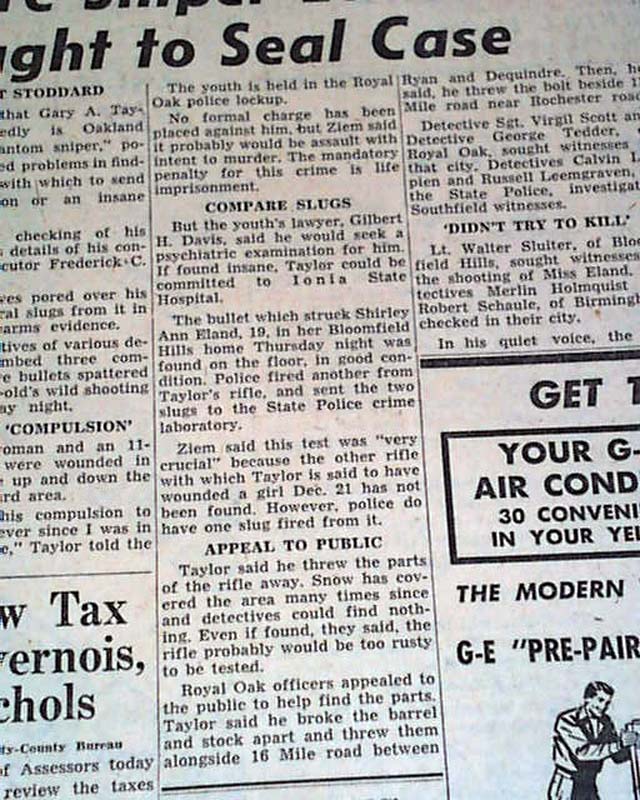 Sniper
ght to Seal Case
T STODDARD
that Gary A. Tay-
edly is Oakland
antom sniper," po-
ed problems in find-
with which to send
on or an insane
checking of his
details of his con-
cutor Frederick C.
ves pored over his
ral slugs from it in
earms evidence.
tives of various de-
mbed three com-
e bullets spattered
-old's wild shooting
ay night.
'COMPULSION'
oman and an 11-
were wounded in
up and down the
rd area.
his compulsion to
ever since I was in
e," Taylor told the
w Tax
ernois,
chols
ty-County Bureau
of Assessors today
review the taxes
The youth is held in the Royal
Oak police lockup.
No formal charge has been
placed against him, but Ziem said
it probably would be assault with
intent to murder. The mandatory
penalty for this crime is life
imprisonment.
COMPARE SLUGS
But the youth's lawyer, Gilbert
H. Davis, said he would seek a
psychiatric examination for him.
If found insane, Taylor could be
committed to Ionia State
Hospital.
The bullet which struck Shirley
Ann Eland, 19, in her Bloomfield
Hills home Thursday night was
found on the floor, in good con-
dition. Police fired another from
Taylor's rifle, and sent the two
slugs to the State Police crime
laboratory.
Ziem said this test was "very
crucial" because the other rifle
with which Taylor is said to have
wounded a girl Dec. 21 has not
been found. However, police do
have one slug fired from it.
APPEAL TO PUBLIC
Taylor said he threw the parts
of the rifle away. Snow has cov-
ered the area many times since
and detectives could find noth-
ing. Even if found, they said, the
rifle probably would be too rusty
to be tested.
Royal Oak officers appealed to
the public to help find the parts.
Taylor said he broke the barrel
and stock apart and threw them
alongside 16 Mile road between
Ryan and Dequindre. Then, he
said, he threw the bolt beside
Mile road near Rochester road
Detective Sgt. Virgil Scott an
Detective George Tedder,
Royal Oak, sought witnesses
that city. Detectives Calvin
pien and Russell Leemgraven,
the State Police, investiga
Southfield witnesses.
'DIDN'T TRY TO KILL'
Lt. Walter Sluiter, of Bloo
field Hills, sought witnesses
the shooting of Miss Eland.
tectives Merlin Holmquist
Robert Schaule, of Birmingh
checked in their city.
In his quiet voice, the
GET T
YOUR G-
AIR COND
30 CONVENI
IN YOUR YEL
THE MODERN
G-E "PRE-PAIR